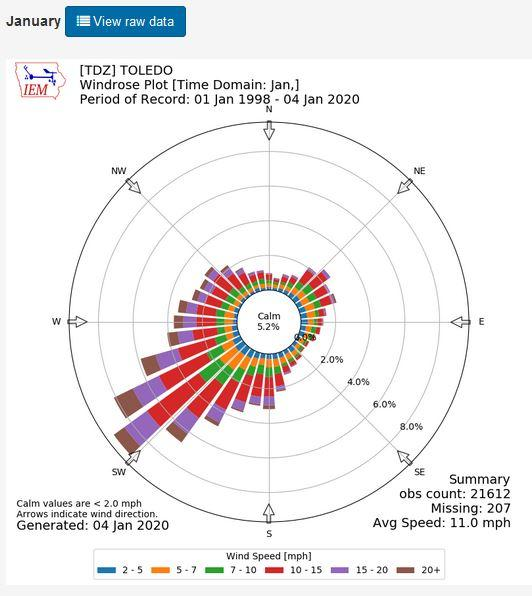 January View raw data
IEM
[TDZ] TOLEDO
Windrose Plot [Time Domain: Jan,]
Period of Record: 01 Jan 1998 - 04 Jan 2020
N
NW
NE
W
E
Calm
5.2%
0.0%
2.0%
4.0%
6.0%
8.0%
SW
SE
S
Summary
obs count: 21612
Missing: 207
Avg Speed: 11.0 mph
Calm values are < 2.0 mph
Arrows indicate wind direction.
Generated: 04 Jan 2020
Wind Speed [mph]
2 - 5 5 - 7 7 - 10 10 - 15 15 - 20 20+